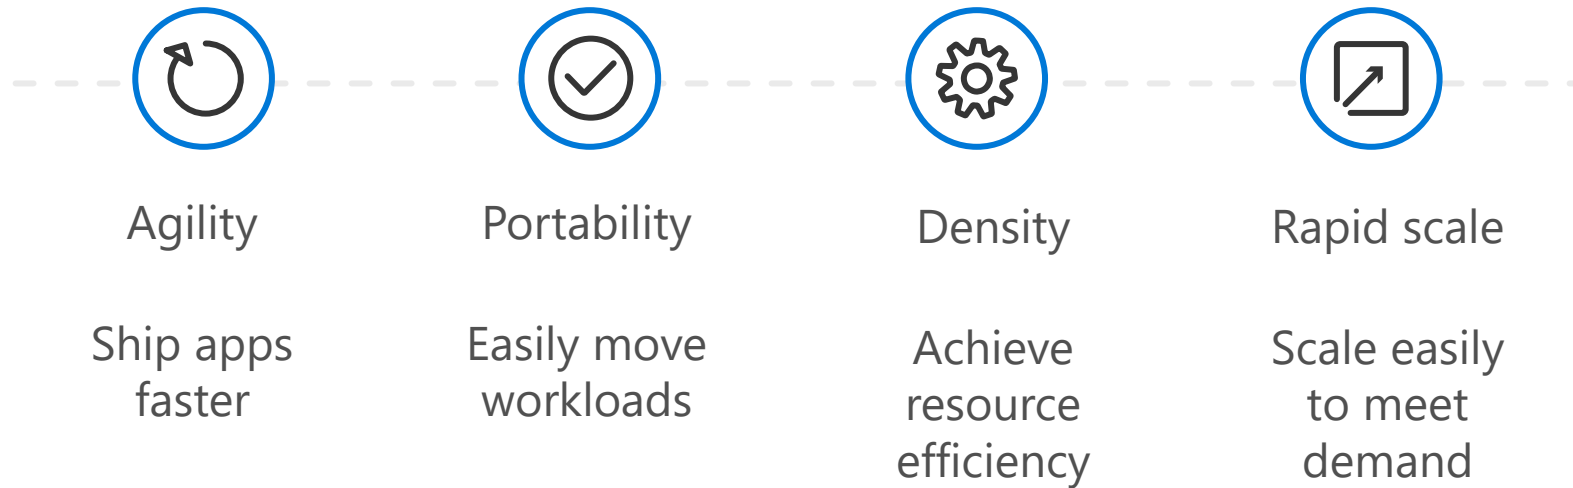 Agility
Portability
Density
Rapid scale
Ship apps
faster
Easily move
workloads
Achieve
resource
efficiency
Scale easily
to meet
demand